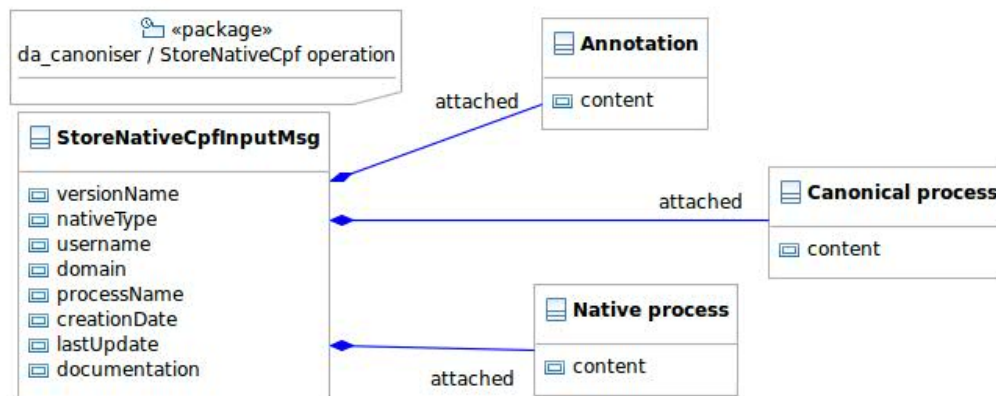 «package»
da_canoniser / StoreNativeCpf operation
Annotation
content
attached
StoreNativeCpfInputMsg
versionName
nativeType
username
domain
processName
creationDate
lastUpdate
documentation
attached
Canonical process
content
Native process
content
attached